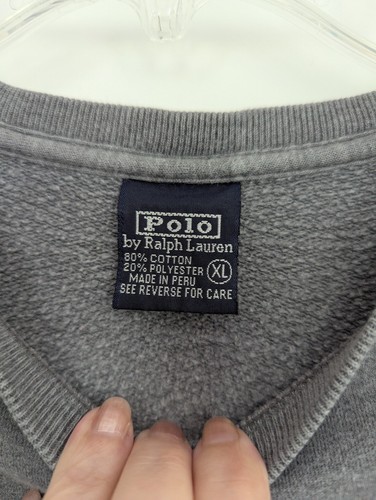 Polo
by Ralph Lauren
80% COTTON
20% POLYESTER
XL
MADE IN PERU
SEE REVERSE FOR CARE